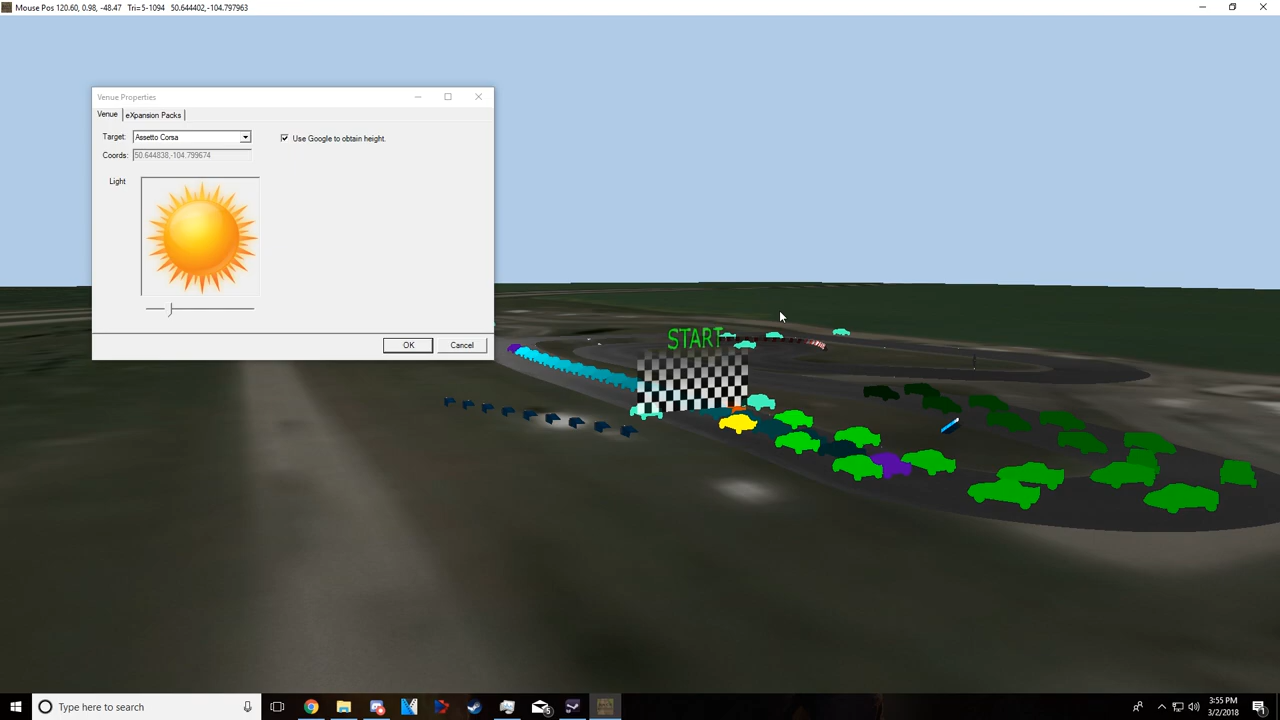 Mouse Pos 120.60, 0.98, -48.47 Tri=5-1094 50.644402,-104.797963
Venue Properties
Venue eXpansion Packs
Target: Assetto Corsa
Use Google to obtain height.
Coords: 50.644838,-104.799674
Light
OK Cancel
START
Type here to search
3:55 PM
3/2/2018